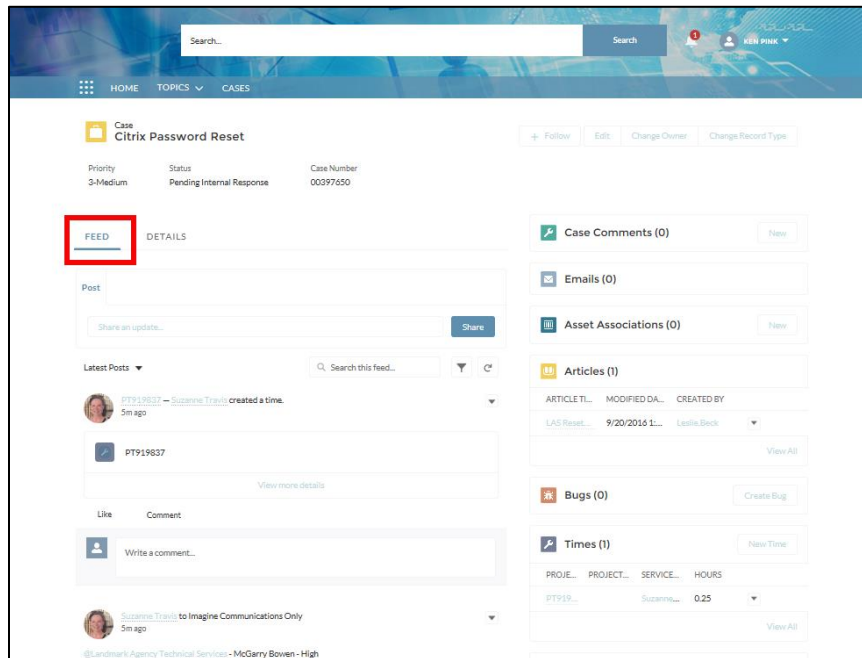 Search...
Search
1
KEN PINK
HOME TOPICS CASES
Case
Citrix Password Reset
+ Follow Edit Change Owner Change Record Type
Priority Status Case Number
3-Medium Pending Internal Response 00397650
FEED DETAILS
Post
Share an update...
Share
Latest Posts
Search this feed...
PT919837 — Suzanne Travis created a time.
5m ago
PT919837
View more details
Like Comment
Write a comment...
Suzanne Travis to Imagine Communications Only
5m ago
@Landmark Agency Technical Services - McGarry Bowen - High
Case Comments (0) New
Emails (0)
Asset Associations (0) New
Articles (1)
ARTICLE TI... MODIFIED DA... CREATED BY
LAS Reset... 9/20/2016 1:... Leslie Beck
View All
Bugs (0) Create Bug
Times (1) New Time
PROJE... PROJECT... SERVICE... HOURS
PT919... Suzanne... 0.25
View All